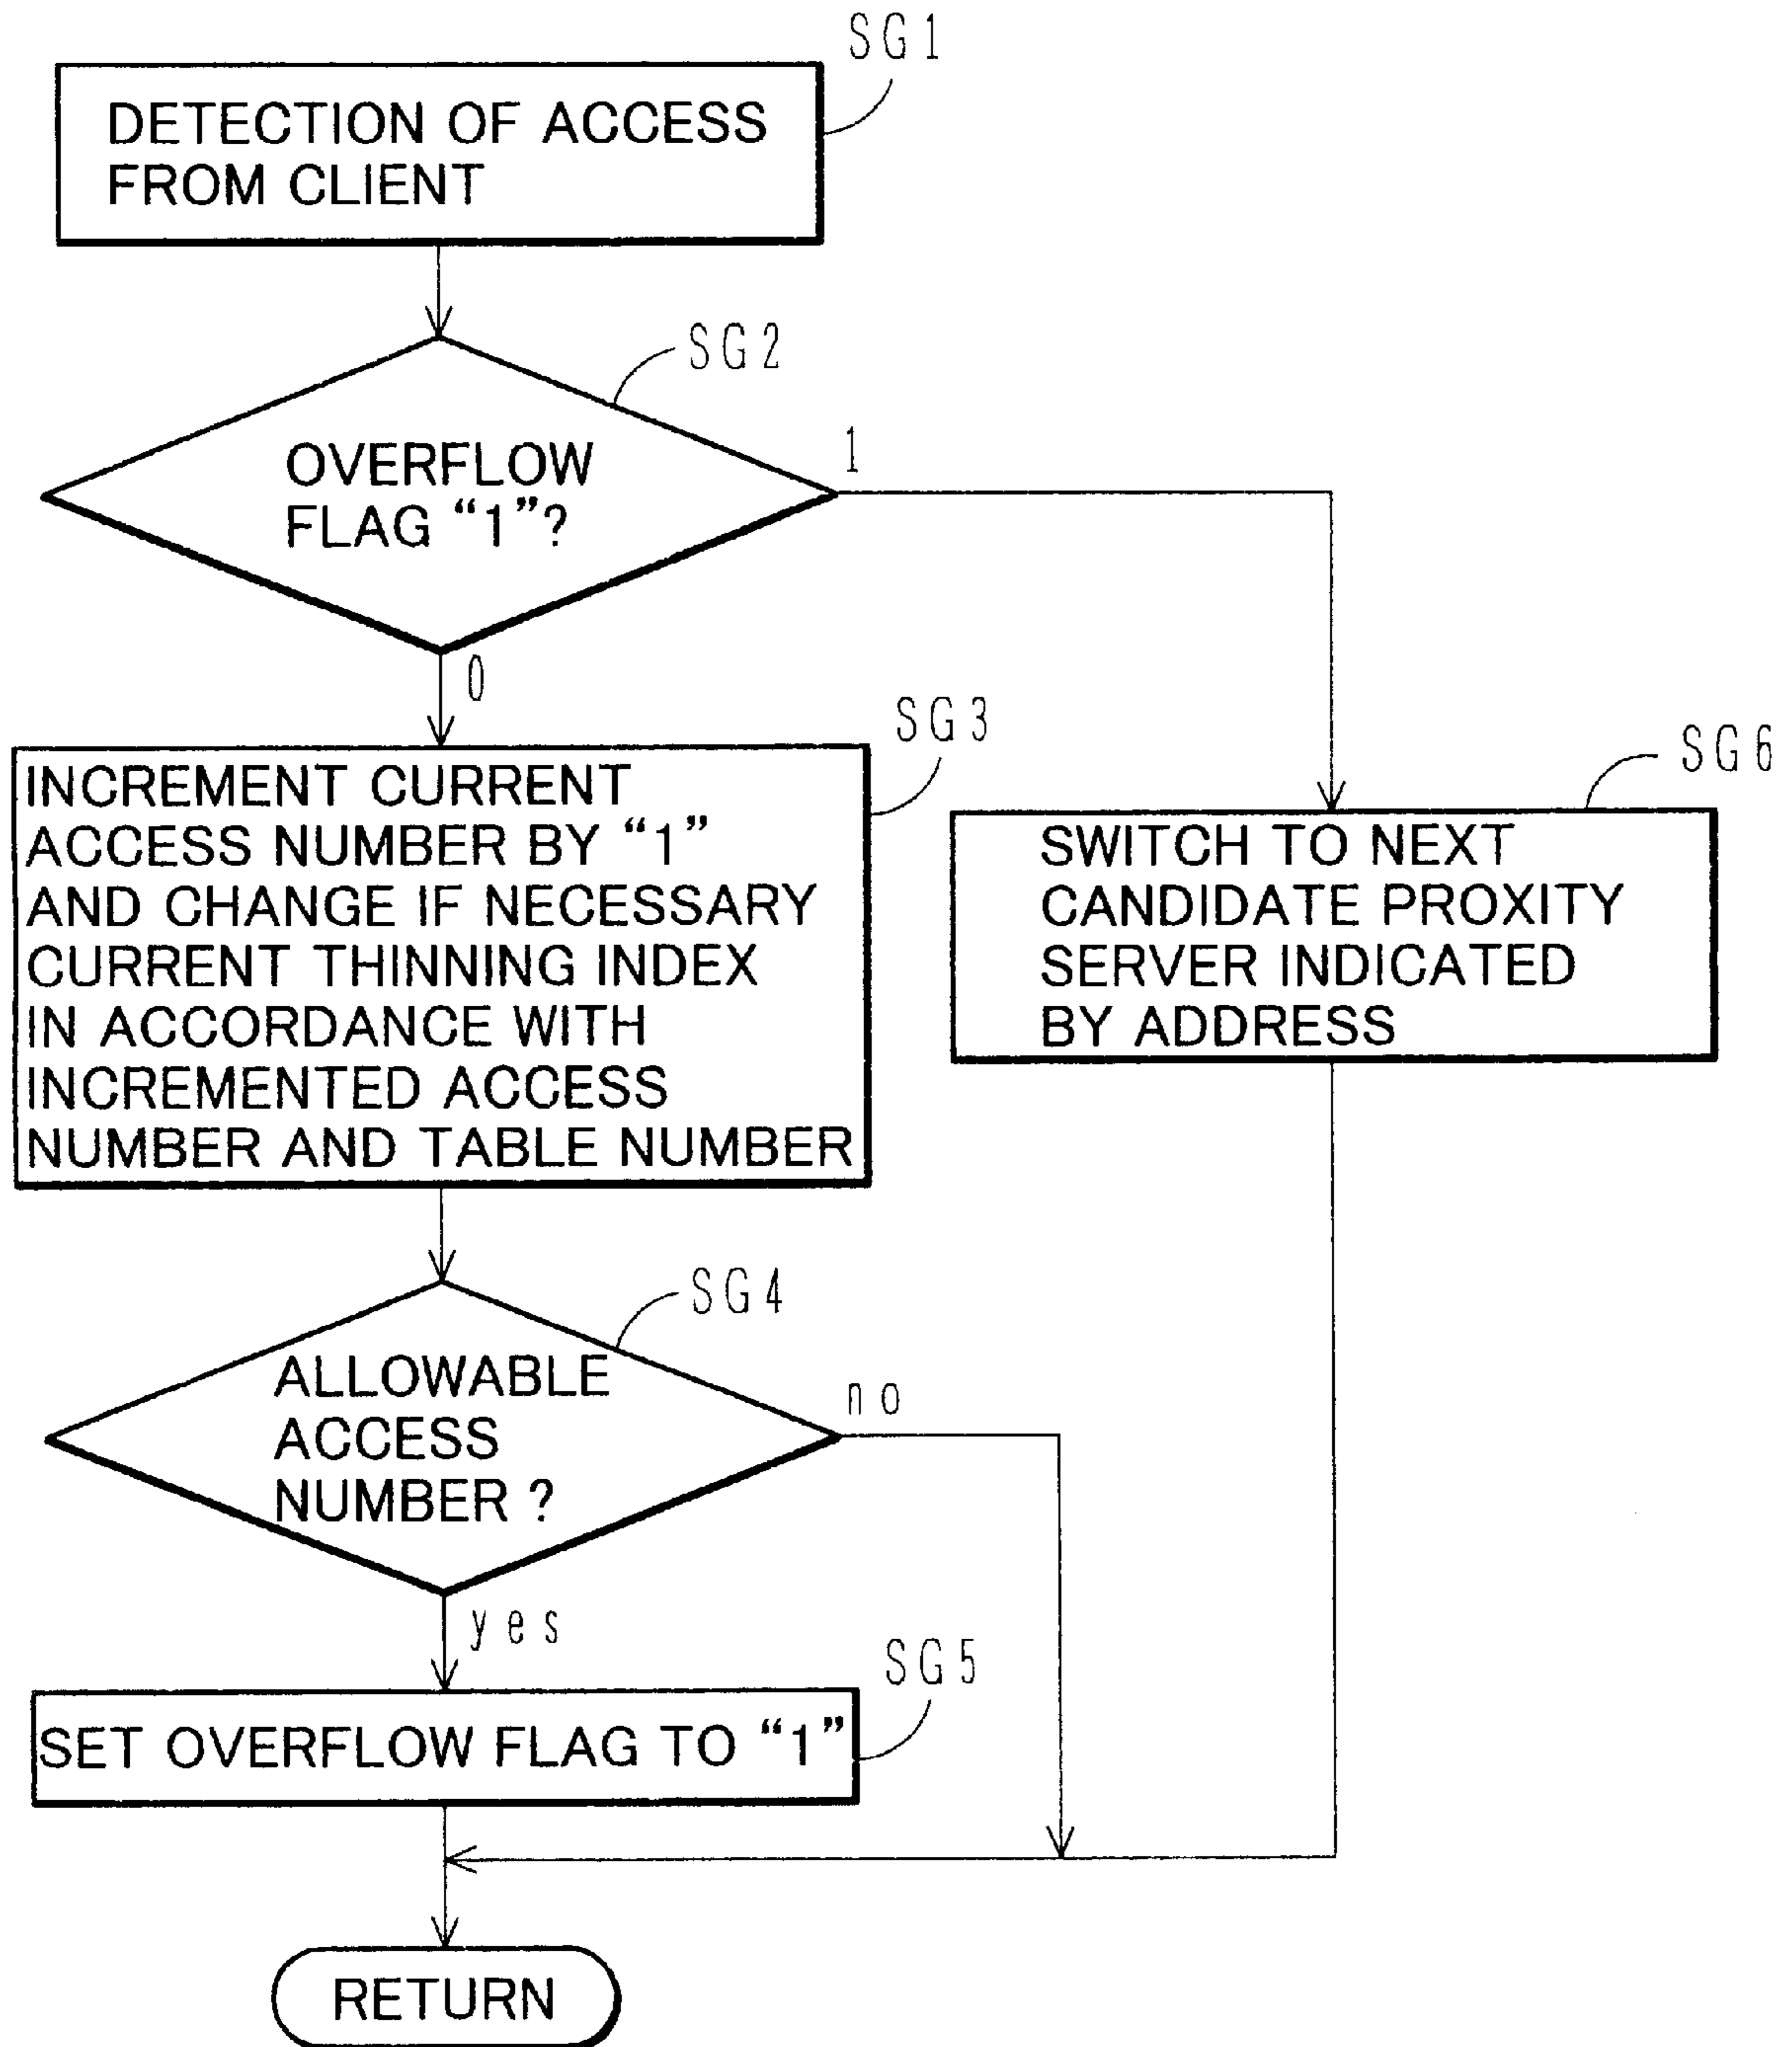 SG1
DETECTION OF ACCESS
FROM CLIENT
SG2
OVERFLOW
FLAG “1”?
1
0
SG3
INCREMENT CURRENT
ACCESS NUMBER BY “1”
AND CHANGE IF NECESSARY
CURRENT THINNING INDEX
IN ACCORDANCE WITH
INCREMENTED ACCESS
NUMBER AND TABLE NUMBER
SG6
SWITCH TO NEXT
CANDIDATE PROXITY
SERVER INDICATED
BY ADDRESS
SG4
ALLOWABLE
ACCESS
NUMBER ?
no
yes
SG5
SET OVERFLOW FLAG TO “1”
RETURN